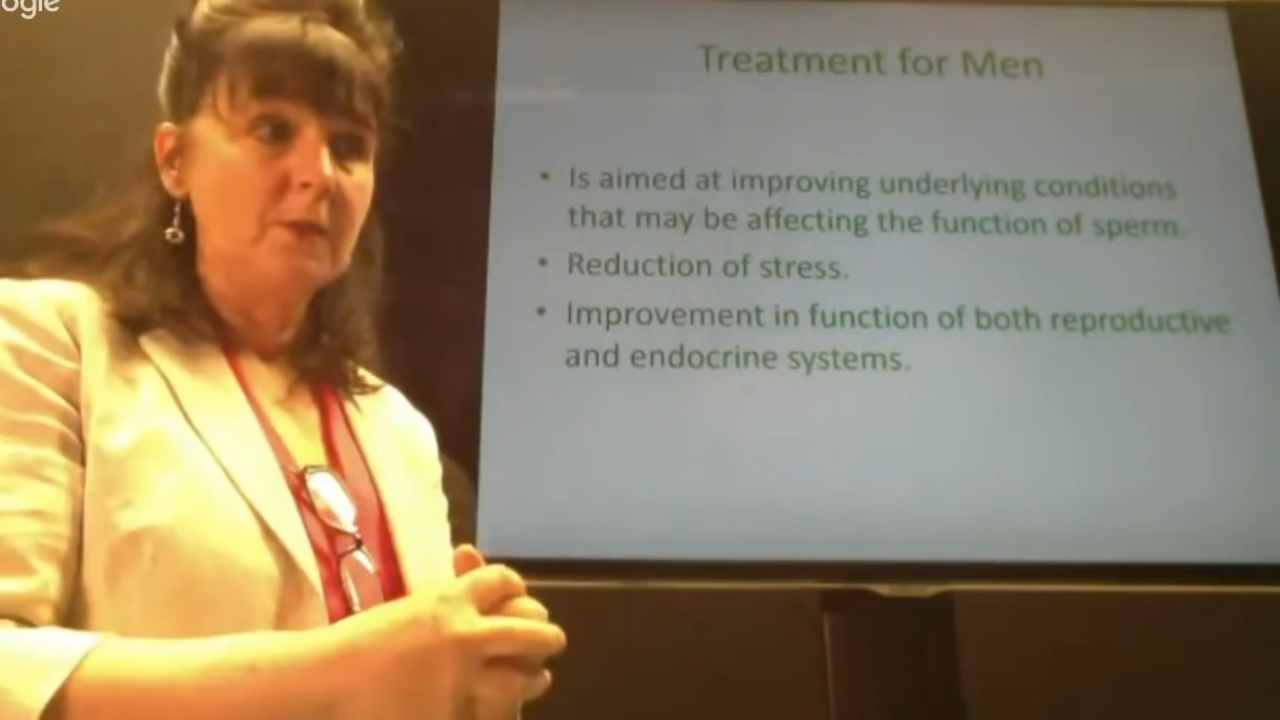 ogle
Treatment for Men
• Is aimed at improving underlying conditions
that may be affecting the function of sperm.
• Reduction of stress.
• Improvement in function of both reproductive
and endocrine systems.